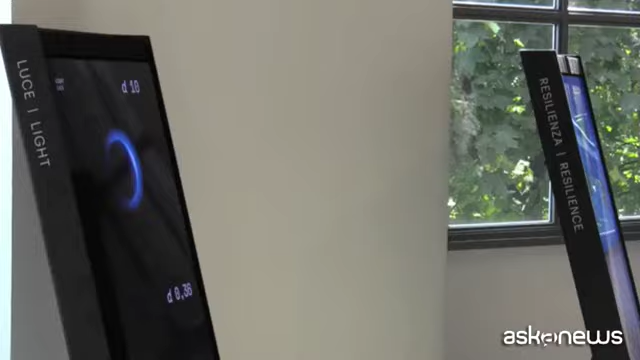 LUCE | LIGHT
d 10
d 0,36
RESILIENZA | RESILIENCE
askanews